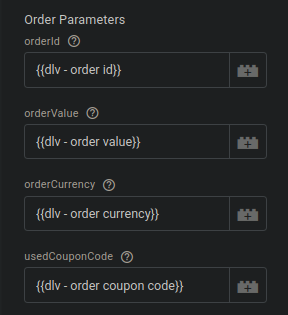 Order Parameters
orderId
{{dlv - order id}}
orderValue
{{dlv - order value}}
orderCurrency
{{dlv - order currency}}
usedCouponCode
{{dlv - order coupon code}}